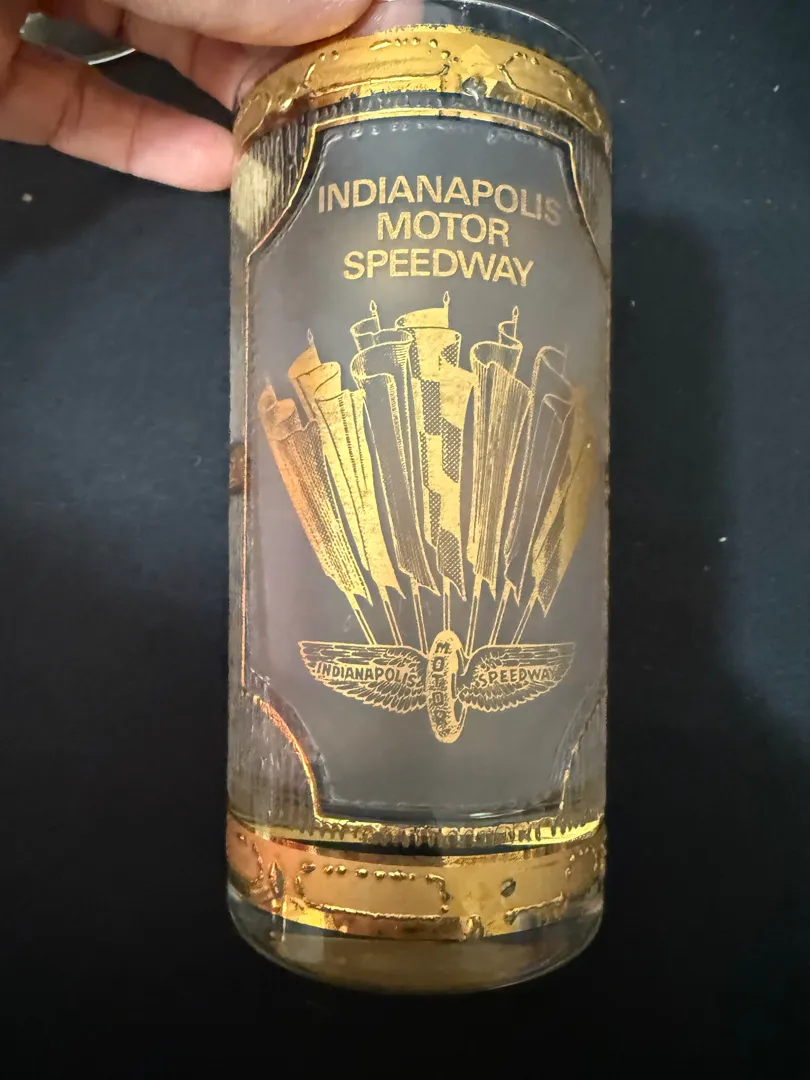 INDIANAPOLIS
MOTOR
SPEEDWAY
INDIANAPOLIS MOTOR SPEEDWAY